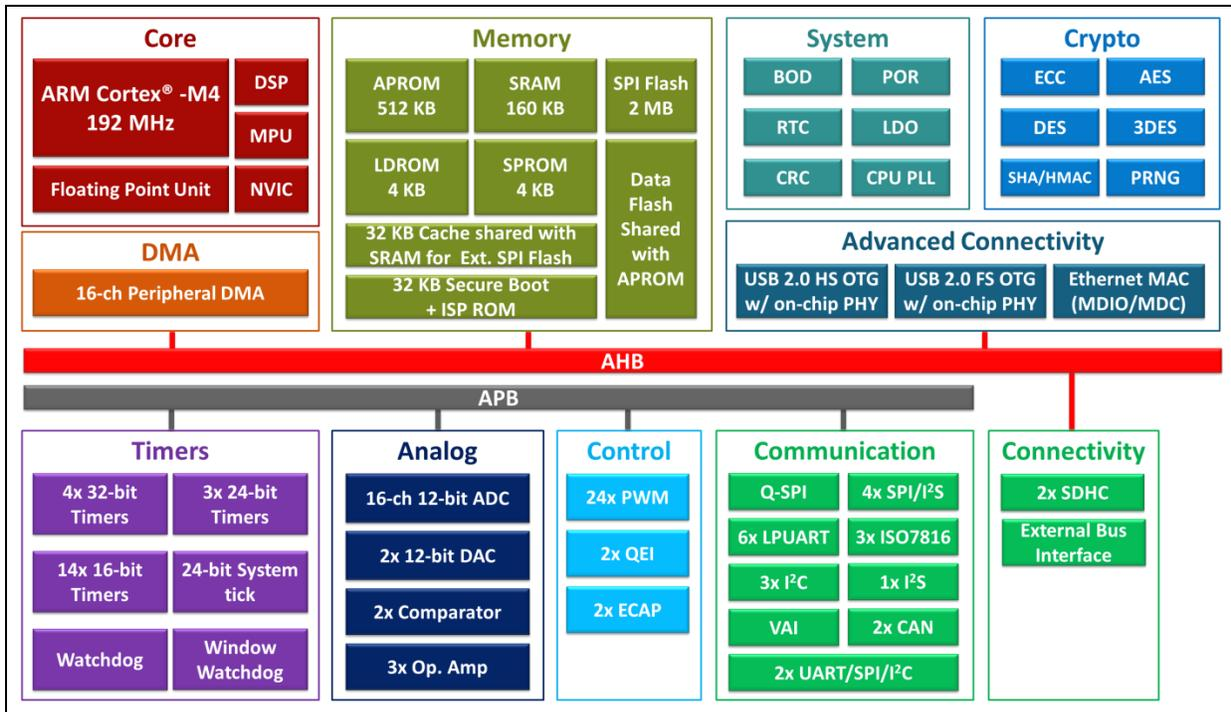 Core
ARM Cortex® -M4
192 MHz
DSP
MPU
Floating Point Unit
NVIC
DMA
16-ch Peripheral DMA
Memory
APROM
512 KB
SRAM
160 KB
SPI Flash
2 MB
LDROM
4 KB
SPROM
4 KB
Data
Flash
Shared
with
APROM
32 KB Cache shared with
SRAM for Ext. SPI Flash
32 KB Secure Boot
+ ISP ROM
System
BOD
POR
RTC
LDO
CRC
CPU PLL
Crypto
ECC
AES
DES
3DES
SHA/HMAC
PRNG
Advanced Connectivity
USB 2.0 HS OTG
w/ on-chip PHY
USB 2.0 FS OTG
w/ on-chip PHY
Ethernet MAC
(MDIO/MDC)
AHB
APB
Timers
4x 32-bit
Timers
3x 24-bit
Timers
14x 16-bit
Timers
24-bit System
tick
Watchdog
Window
Watchdog
Analog
16-ch 12-bit ADC
2x 12-bit DAC
2x Comparator
3x Op. Amp
Control
24x PWM
2x QEI
2x ECAP
Communication
Q-SPI
4x SPI/I²S
6x LPUART
3x ISO7816
3x I²C
1x I²S
VAI
2x CAN
2x UART/SPI/I²C
Connectivity
2x SDHC
External Bus
Interface